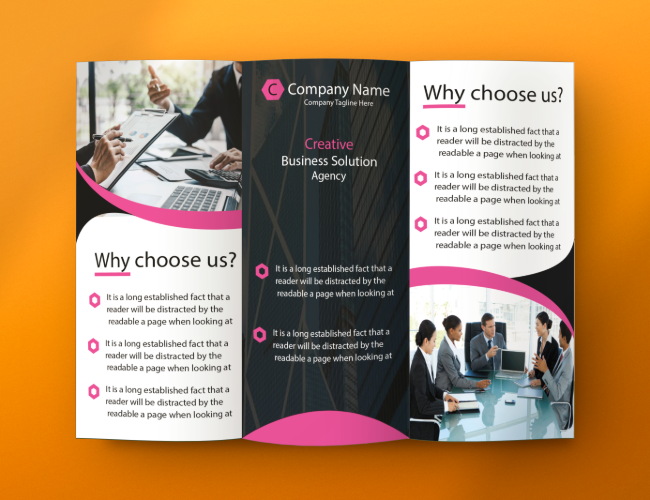 Why choose us?
It is a long established fact that a
reader will be distracted by the
readable a page when looking at
It is a long established fact that a
reader will be distracted by the
readable a page when looking at
It is a long established fact that a
reader will be distracted by the
readable a page when looking at
C Company Name
Company Tagline Here
Creative
Business Solution
Agency
It is a long established fact that a
reader will be distracted by the
readable a page when looking at
It is a long established fact that a
reader will be distracted by the
readable a page when looking at
Why choose us?
It is a long established fact that a
reader will be distracted by the
readable a page when looking at
It is a long established fact that a
reader will be distracted by the
readable a page when looking at
It is a long established fact that a
reader will be distracted by the
readable a page when looking at